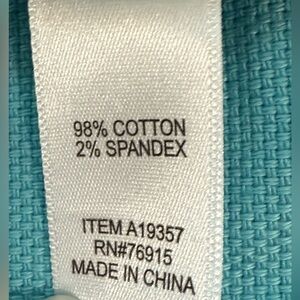 98% COTTON
2% SPANDEX
ITEM A19357
RN#76915
MADE IN CHINA